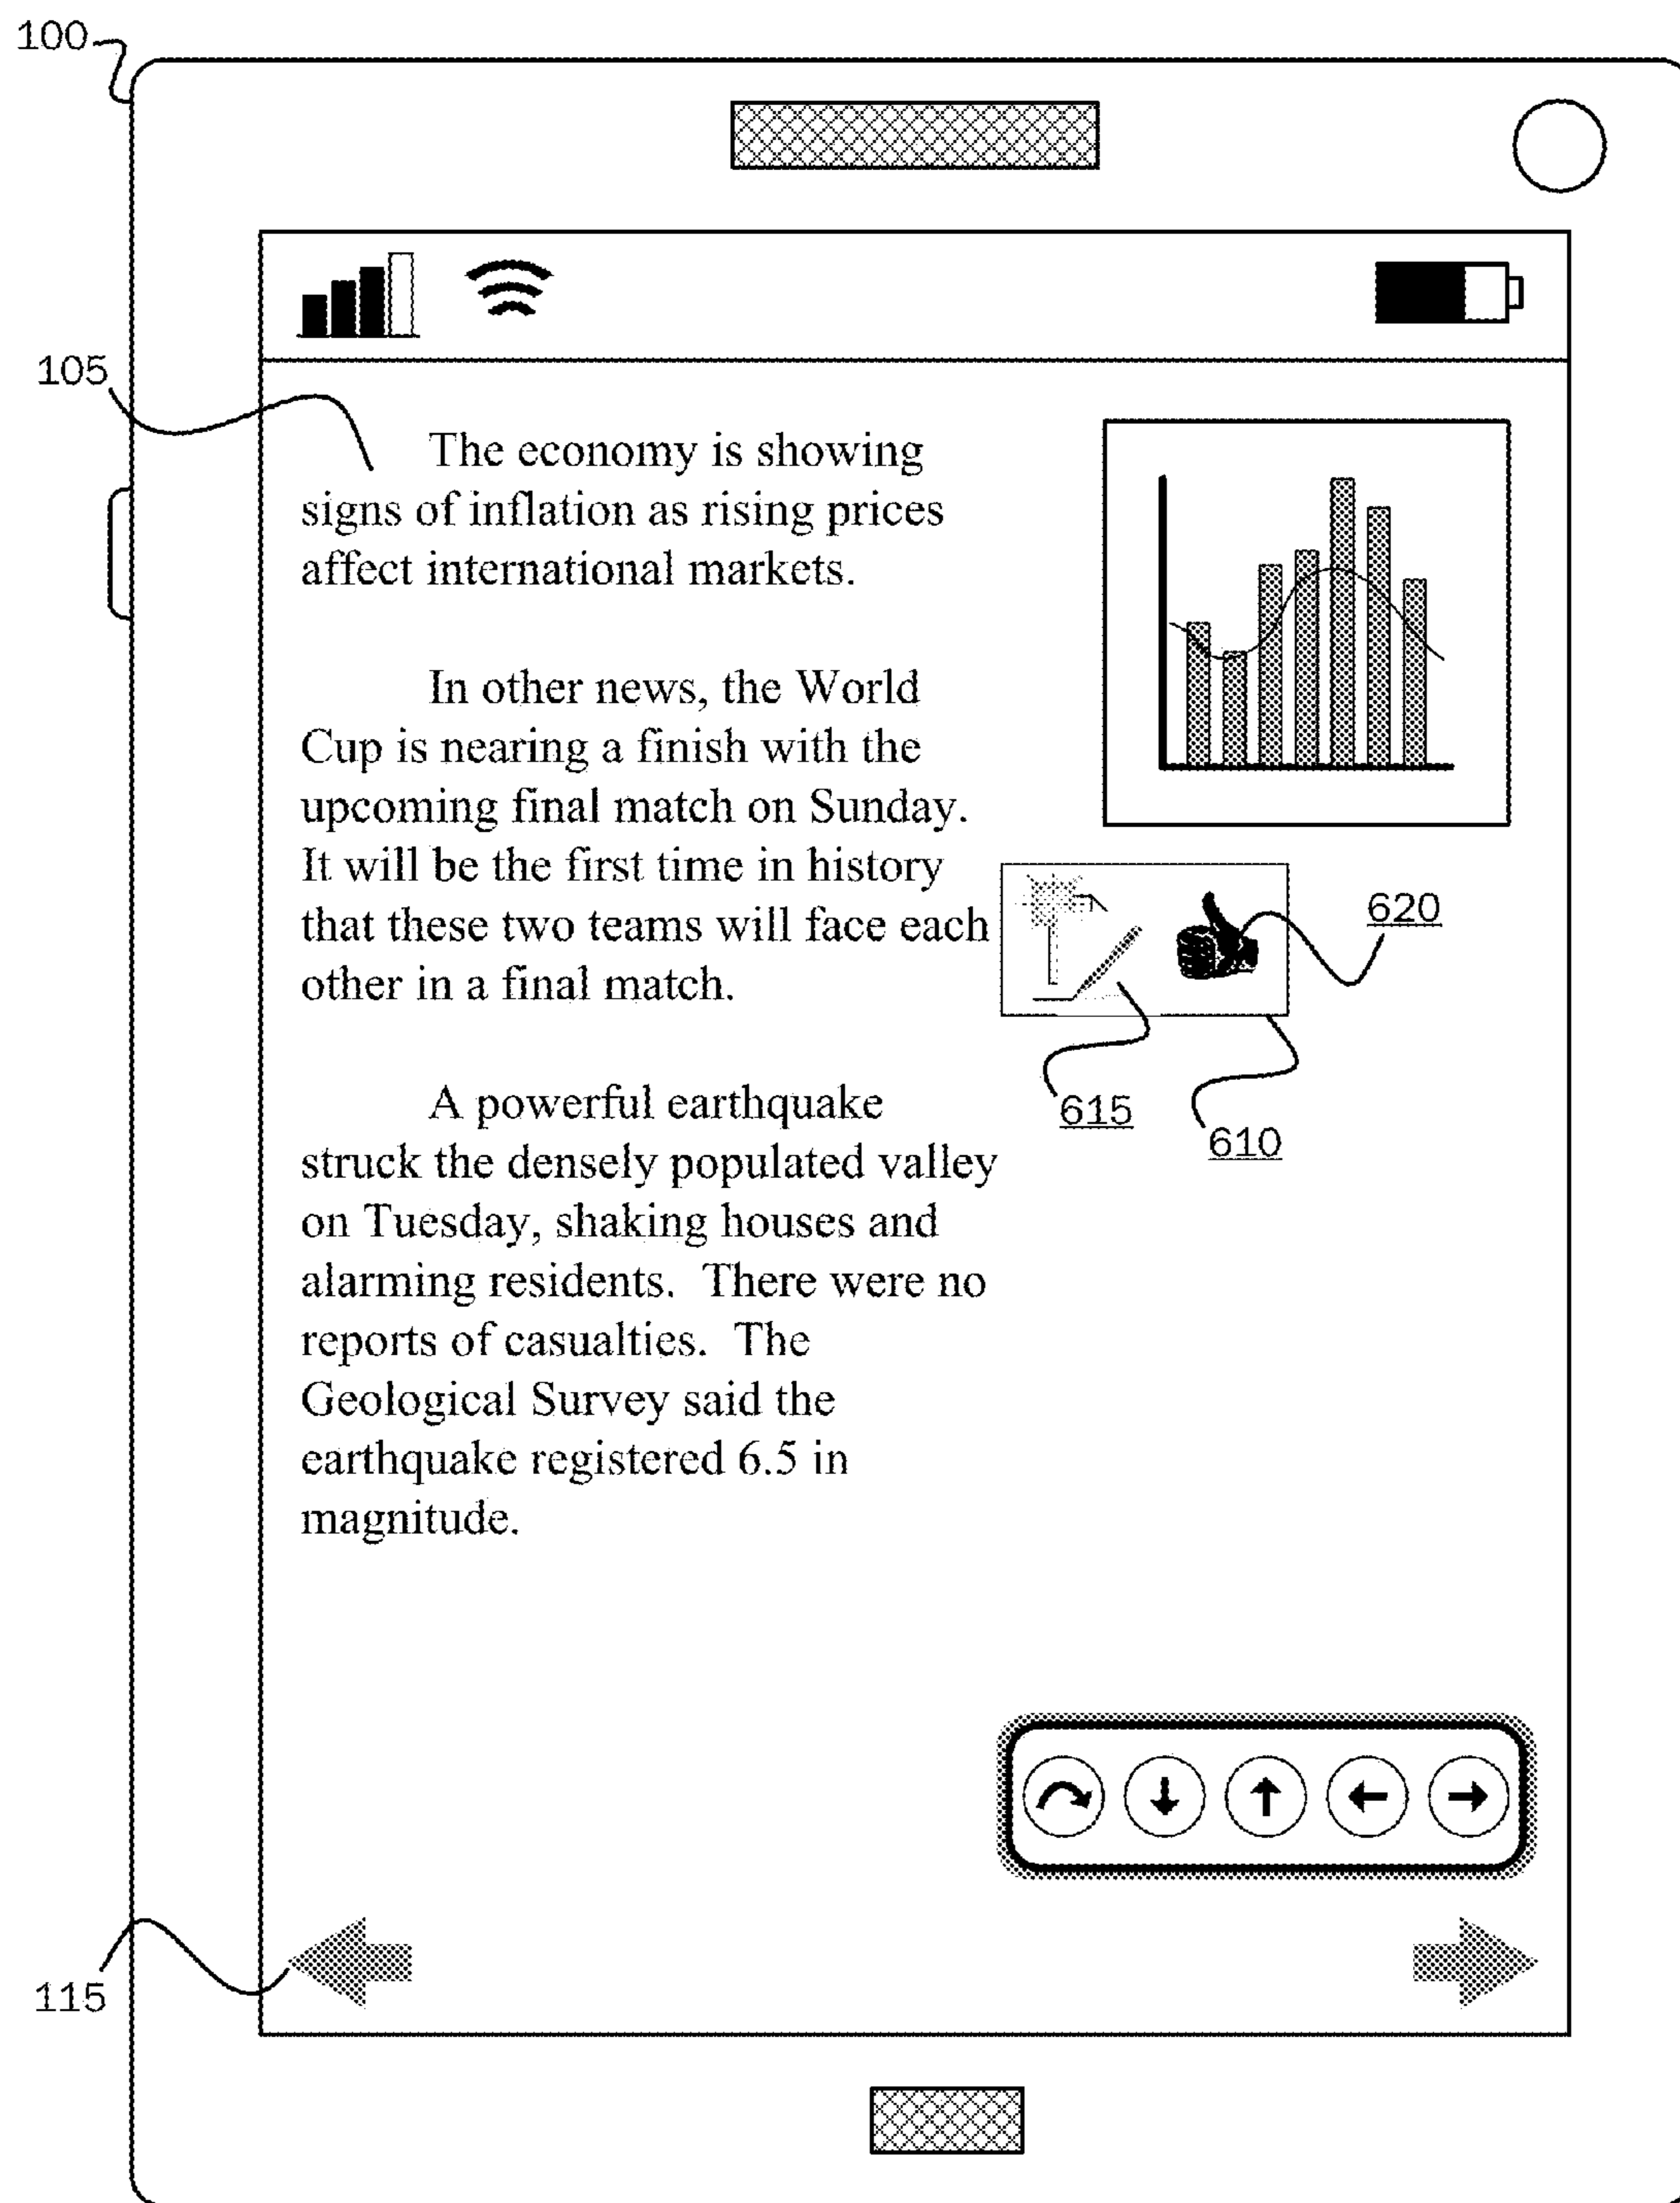 100
105
The economy is showing
signs of inflation as rising prices
affect international markets.
In other news, the World
Cup is nearing a finish with the
upcoming final match on Sunday.
It will be the first time in history
that these two teams will face each
other in a final match.
620
615
610
A powerful earthquake
struck the densely populated valley
on Tuesday, shaking houses and
alarming residents.  There were no
reports of casualties.  The
Geological Survey said the
earthquake registered 6.5 in
magnitude.
115